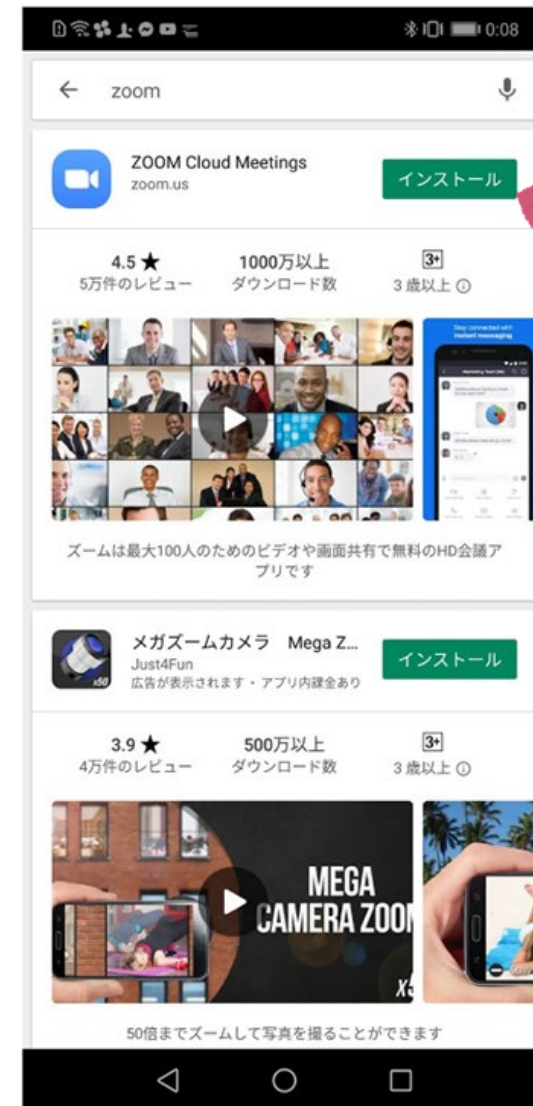 0:08
zoom
ZOOM Cloud Meetings
zoom.us
インストール
4.5 ★
1000万以上
3+
5万件のレビュー
ダウンロード数
3 歳以上
Stay connected with
instant messaging
ズームは最大100人のためのビデオや画面共有で無料のHD会議ア
プリです
メガズームカメラ Mega Z...
Just4Fun
広告が表示されます・アプリ内課金あり
インストール
x50
3.9 ★
500万以上
3+
4万件のレビュー
ダウンロード数
3 歳以上
MEGA
CAMERA ZOO
50倍までズームして写真を撮ることができます